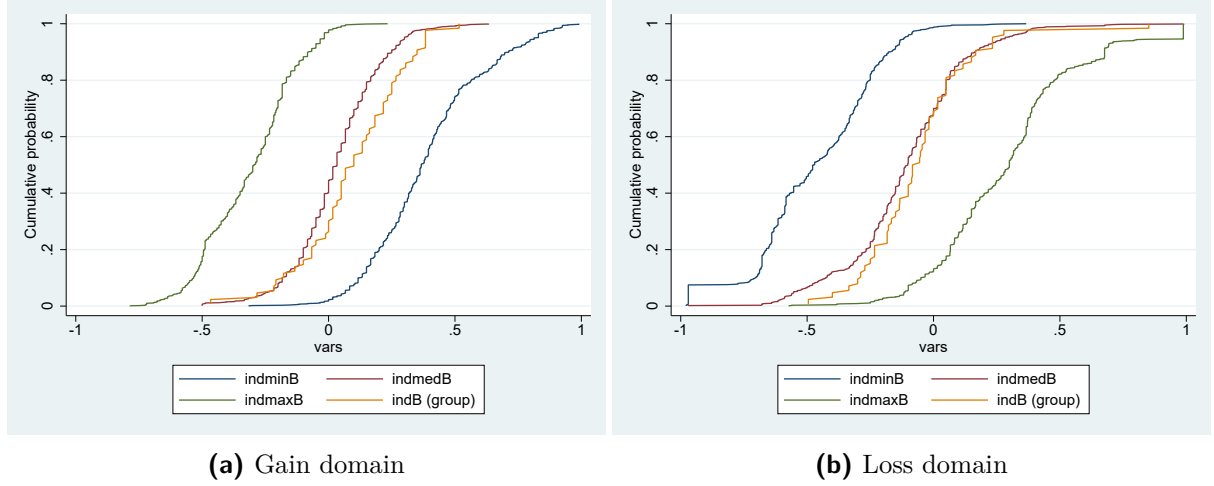 Cumulative probability
1
.8
.6
.4
.2
0
-1 -.5 0 .5 1
vars
indminB indmedB
indmaxB indB (group)
(a) Gain domain
Cumulative probability
1
.8
.6
.4
.2
0
-1 -.5 0 .5 1
vars
indminB indmedB
indmaxB indB (group)
(b) Loss domain